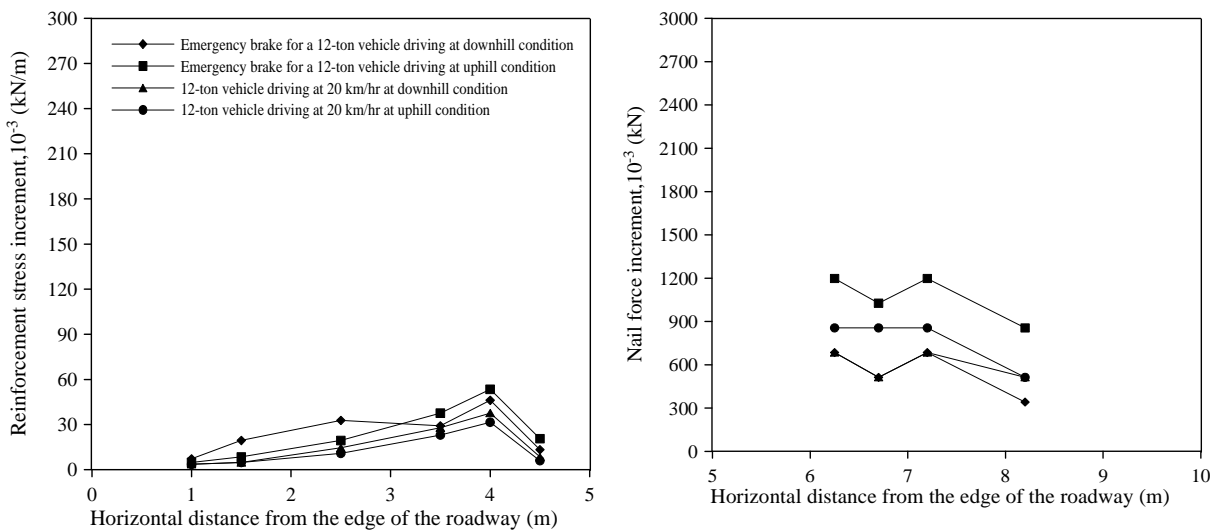 300
270
240
210
180
150
120
90
60
30
0
Reinforcement stress increment,10-3 (kN/m)
Emergency brake for a 12-ton vehicle driving at downhill condition
Emergency brake for a 12-ton vehicle driving at uphill condition
12-ton vehicle driving at 20 km/hr at downhill condition
12-ton vehicle driving at 20 km/hr at uphill condition
0 1 2 3 4 5
Horizontal distance from the edge of the roadway (m)
3000
2700
2400
2100
1800
1500
1200
900
600
300
0
Nail force increment,10-3 (kN)
5 6 7 8 9 10
Horizontal distance from the edge of the roadway (m)